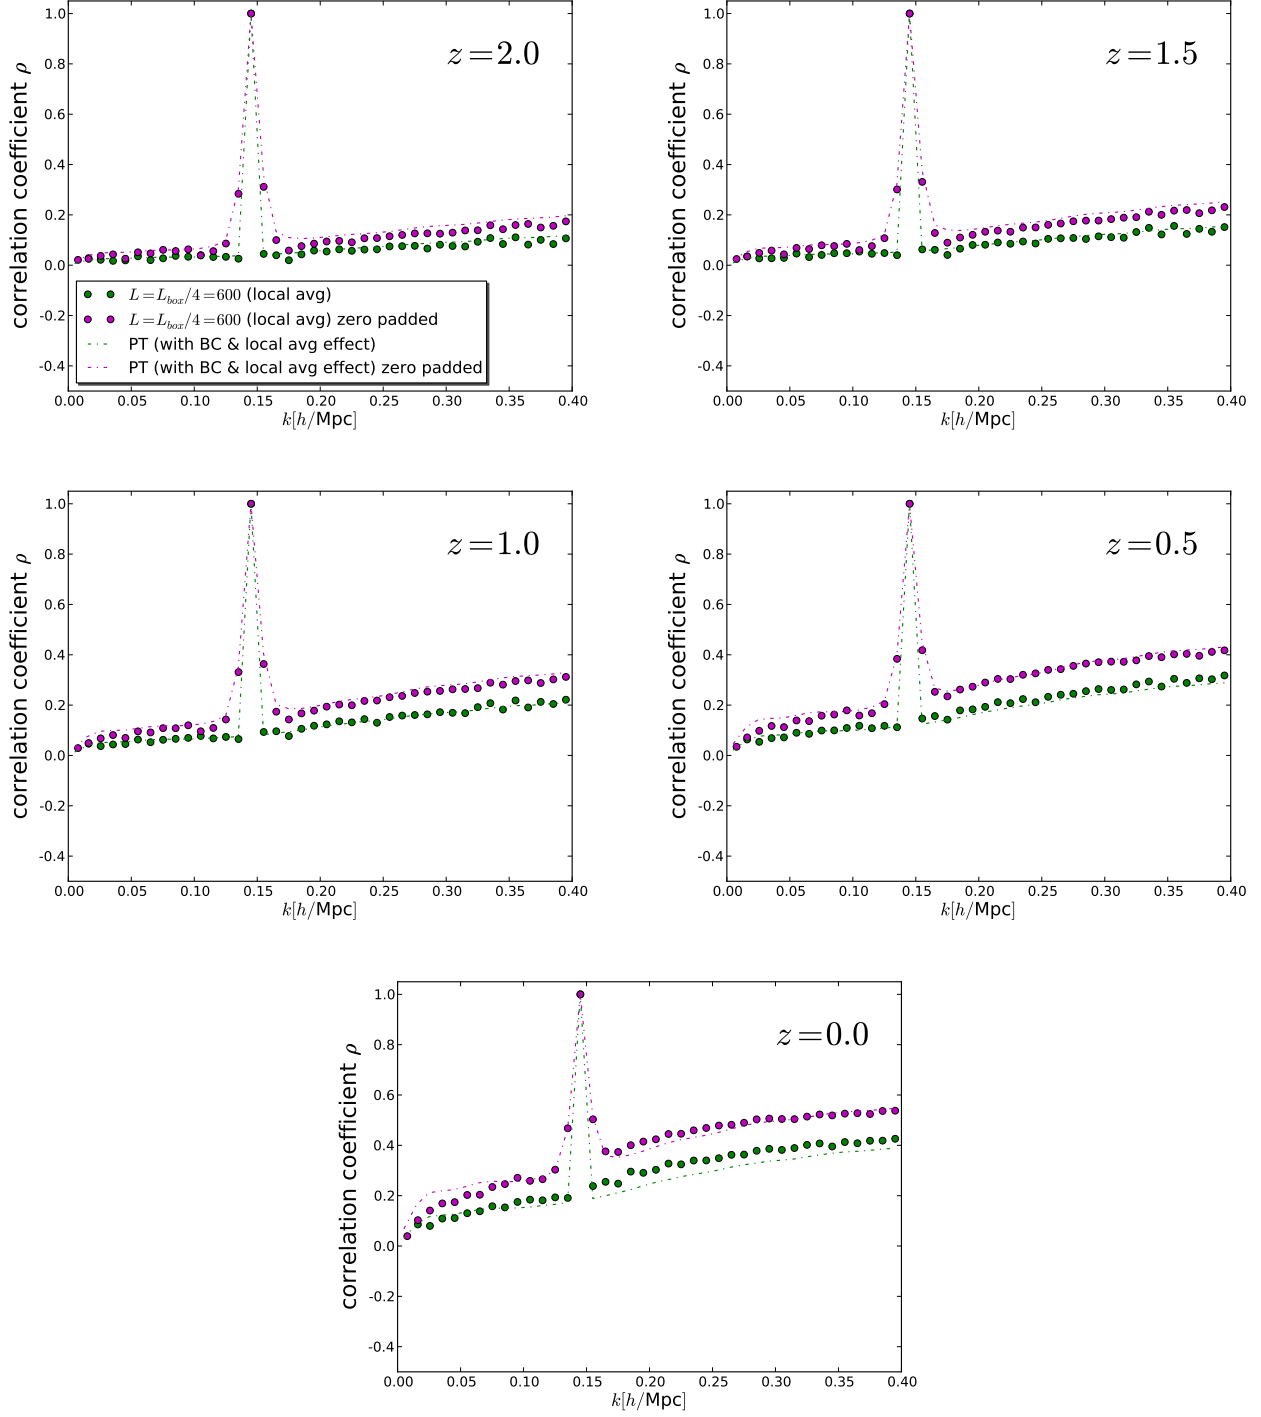 correlation coefficient ρ
1.0
0.8
0.6
0.4
0.2
0.0
-0.2
-0.4
z=2.0
L=L_box/4=600 (local avg)
L=L_box/4=600 (local avg) zero padded
PT (with BC & local avg effect)
PT (with BC & local avg effect) zero padded
0.00 0.05 0.10 0.15 0.20 0.25 0.30 0.35 0.40
k[h/Mpc]
correlation coefficient ρ
1.0
0.8
0.6
0.4
0.2
0.0
-0.2
-0.4
z=1.5
0.00 0.05 0.10 0.15 0.20 0.25 0.30 0.35 0.40
k[h/Mpc]
correlation coefficient ρ
1.0
0.8
0.6
0.4
0.2
0.0
-0.2
-0.4
z=1.0
0.00 0.05 0.10 0.15 0.20 0.25 0.30 0.35 0.40
k[h/Mpc]
correlation coefficient ρ
1.0
0.8
0.6
0.4
0.2
0.0
-0.2
-0.4
z=0.5
0.00 0.05 0.10 0.15 0.20 0.25 0.30 0.35 0.40
k[h/Mpc]
correlation coefficient ρ
1.0
0.8
0.6
0.4
0.2
0.0
-0.2
-0.4
z=0.0
0.00 0.05 0.10 0.15 0.20 0.25 0.30 0.35 0.40
k[h/Mpc]